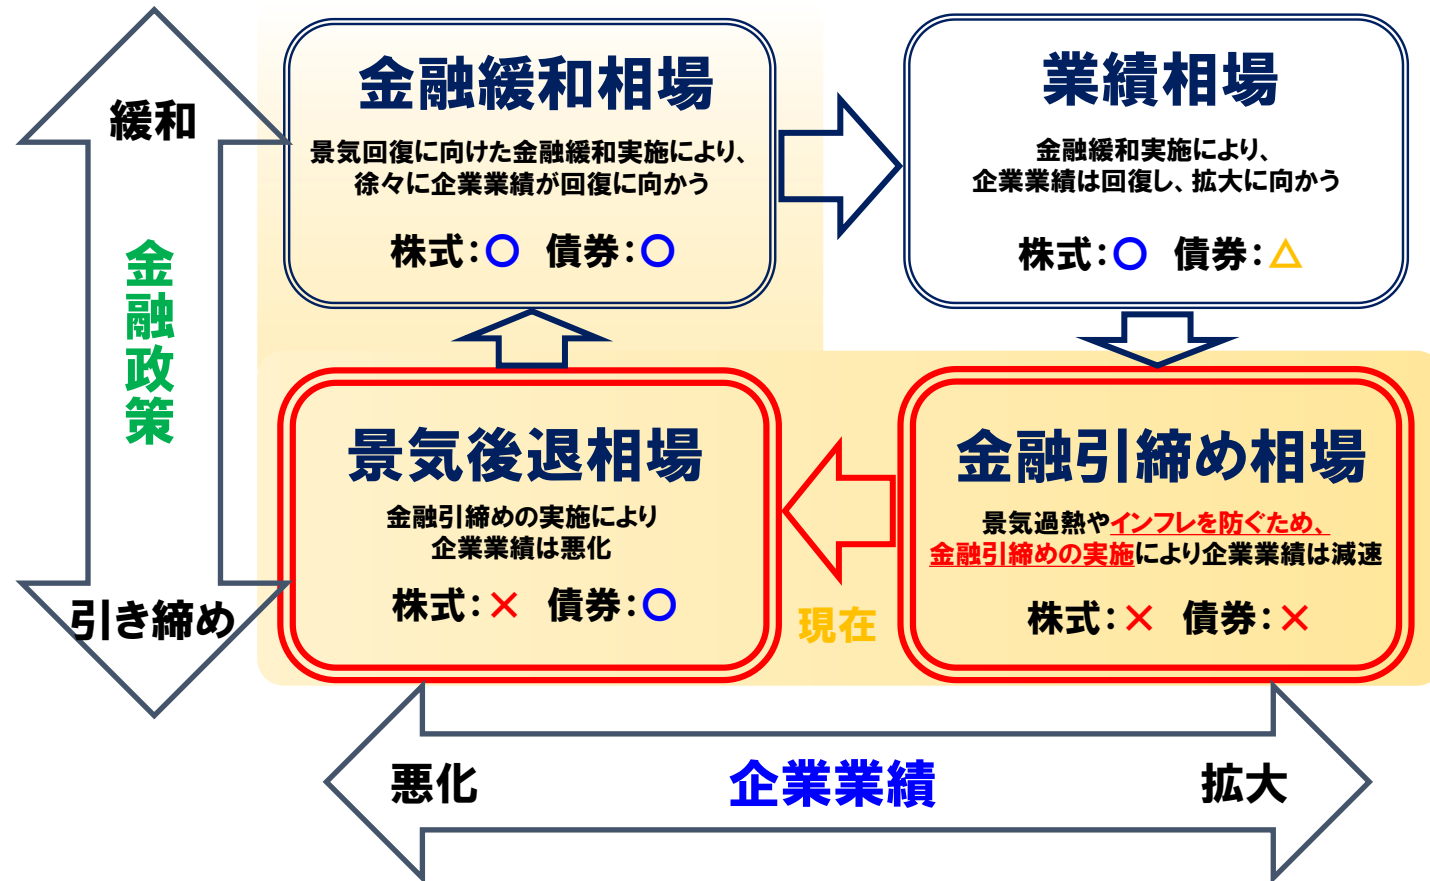 緩和
金融政策
引き締め
金融緩和相場
景気回復に向けた金融緩和実施により、
徐々に企業業績が回復に向かう
株式:○ 債券:○
業績相場
金融緩和実施により、
企業業績は回復し、拡大に向かう
株式:○ 債券:△
景気後退相場
金融引締めの実施により
企業業績は悪化
株式:× 債券:○
現在
金融引締め相場
景気過熱やインフレを防ぐため、
金融引締めの実施により企業業績は減速
株式:× 債券:×
悪化
企業業績
拡大